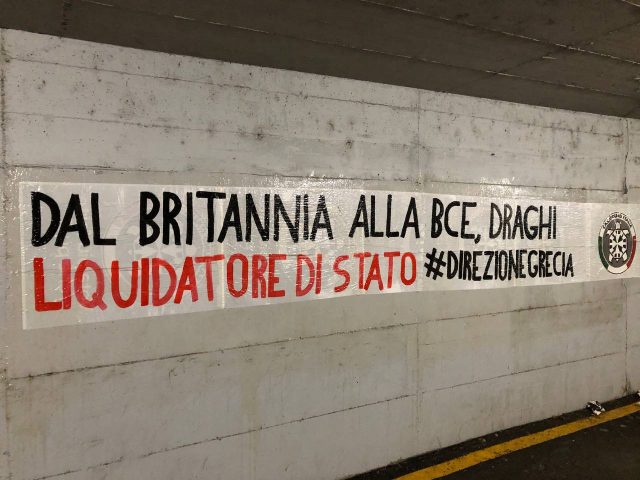 DAL BRITANNIA ALLA BCE, DRAGHI
LIQUIDATORE DI STATO #DIREZIONEGRECIA